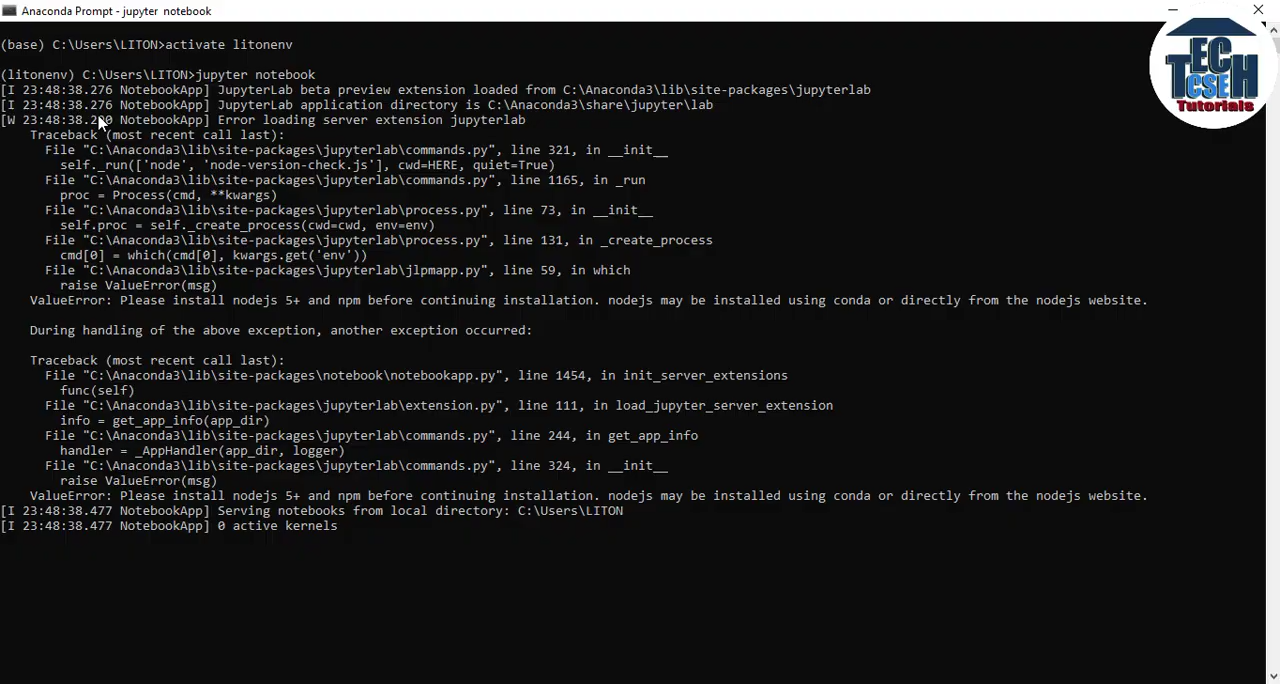 Anaconda Prompt - jupyter notebook
(base) C:\Users\LITON>activate litonenv
(litonenv) C:\Users\LITON>jupyter notebook
[I 23:48:38.276 NotebookApp] JupyterLab beta preview extension loaded from C:\Anaconda3\lib\site-packages\jupyterlab
[I 23:48:38.276 NotebookApp] JupyterLab application directory is C:\Anaconda3\share\jupyter\lab
[W 23:48:38.200 NotebookApp] Error loading server extension jupyterlab
Traceback (most recent call last):
File "C:\Anaconda3\lib\site-packages\jupyterlab\commands.py", line 321, in __init__
self._run(['node', 'node-version-check.js'], cwd=HERE, quiet=True)
File "C:\Anaconda3\lib\site-packages\jupyterlab\commands.py", line 1165, in _run
proc = Process(cmd, **kwargs)
File "C:\Anaconda3\lib\site-packages\jupyterlab\process.py", line 73, in __init__
self.proc = self._create_process(cwd=cwd, env=env)
File "C:\Anaconda3\lib\site-packages\jupyterlab\process.py", line 131, in _create_process
cmd[0] = which(cmd[0], kwargs.get('env'))
File "C:\Anaconda3\lib\site-packages\jupyterlab\jlpmapp.py", line 59, in which
raise ValueError(msg)
ValueError: Please install nodejs 5+ and npm before continuing installation. nodejs may be installed using conda or directly from the nodejs website.
During handling of the above exception, another exception occurred:
Traceback (most recent call last):
File "C:\Anaconda3\lib\site-packages\notebook\notebookapp.py", line 1454, in init_server_extensions
func(self)
File "C:\Anaconda3\lib\site-packages\jupyterlab\extension.py", line 111, in load_jupyter_server_extension
info = get_app_info(app_dir)
File "C:\Anaconda3\lib\site-packages\jupyterlab\commands.py", line 244, in get_app_info
handler = _AppHandler(app_dir, logger)
File "C:\Anaconda3\lib\site-packages\jupyterlab\commands.py", line 324, in __init__
raise ValueError(msg)
ValueError: Please install nodejs 5+ and npm before continuing installation. nodejs may be installed using conda or directly from the nodejs website.
[I 23:48:38.477 NotebookApp] Serving notebooks from local directory: C:\Users\LITON
[I 23:48:38.477 NotebookApp] 0 active kernels
TECH
CSE
Tutorials